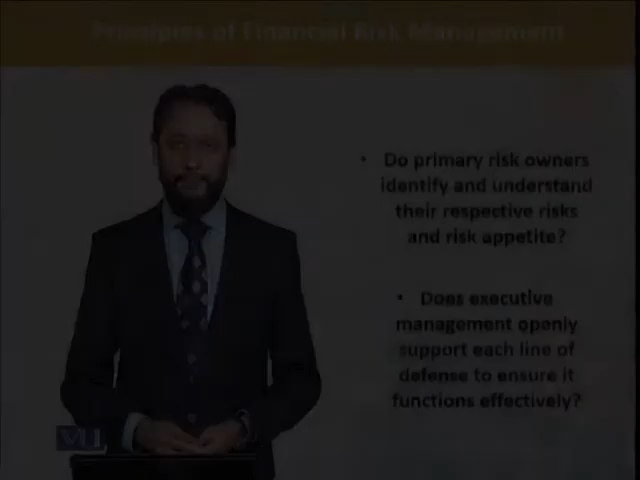 Principles of Financial Risk Management
• Do primary risk owners
identify and understand
their respective risks
and risk appetite?
• Does executive
management openly
support each line of
defense to ensure it
functions effectively?
VU